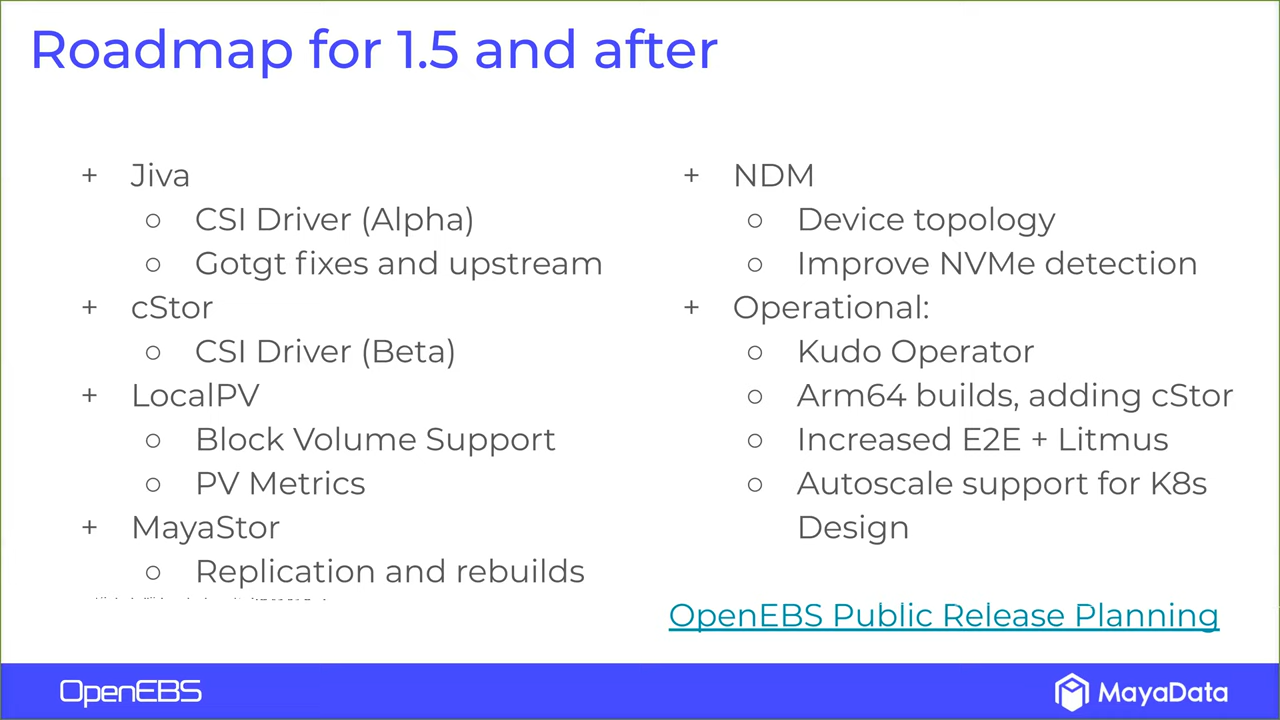 Roadmap for 1.5 and after
+ Jiva
○ CSI Driver (Alpha)
○ Gotgt fixes and upstream
+ cStor
○ CSI Driver (Beta)
+ LocalPV
○ Block Volume Support
○ PV Metrics
+ MayaStor
○ Replication and rebuilds
+ NDM
○ Device topology
○ Improve NVMe detection
+ Operational:
○ Kudo Operator
○ Arm64 builds, adding cStor
○ Increased E2E + Litmus
○ Autoscale support for K8s
Design
OpenEBS Public Release Planning
OpenEBS
MayaData